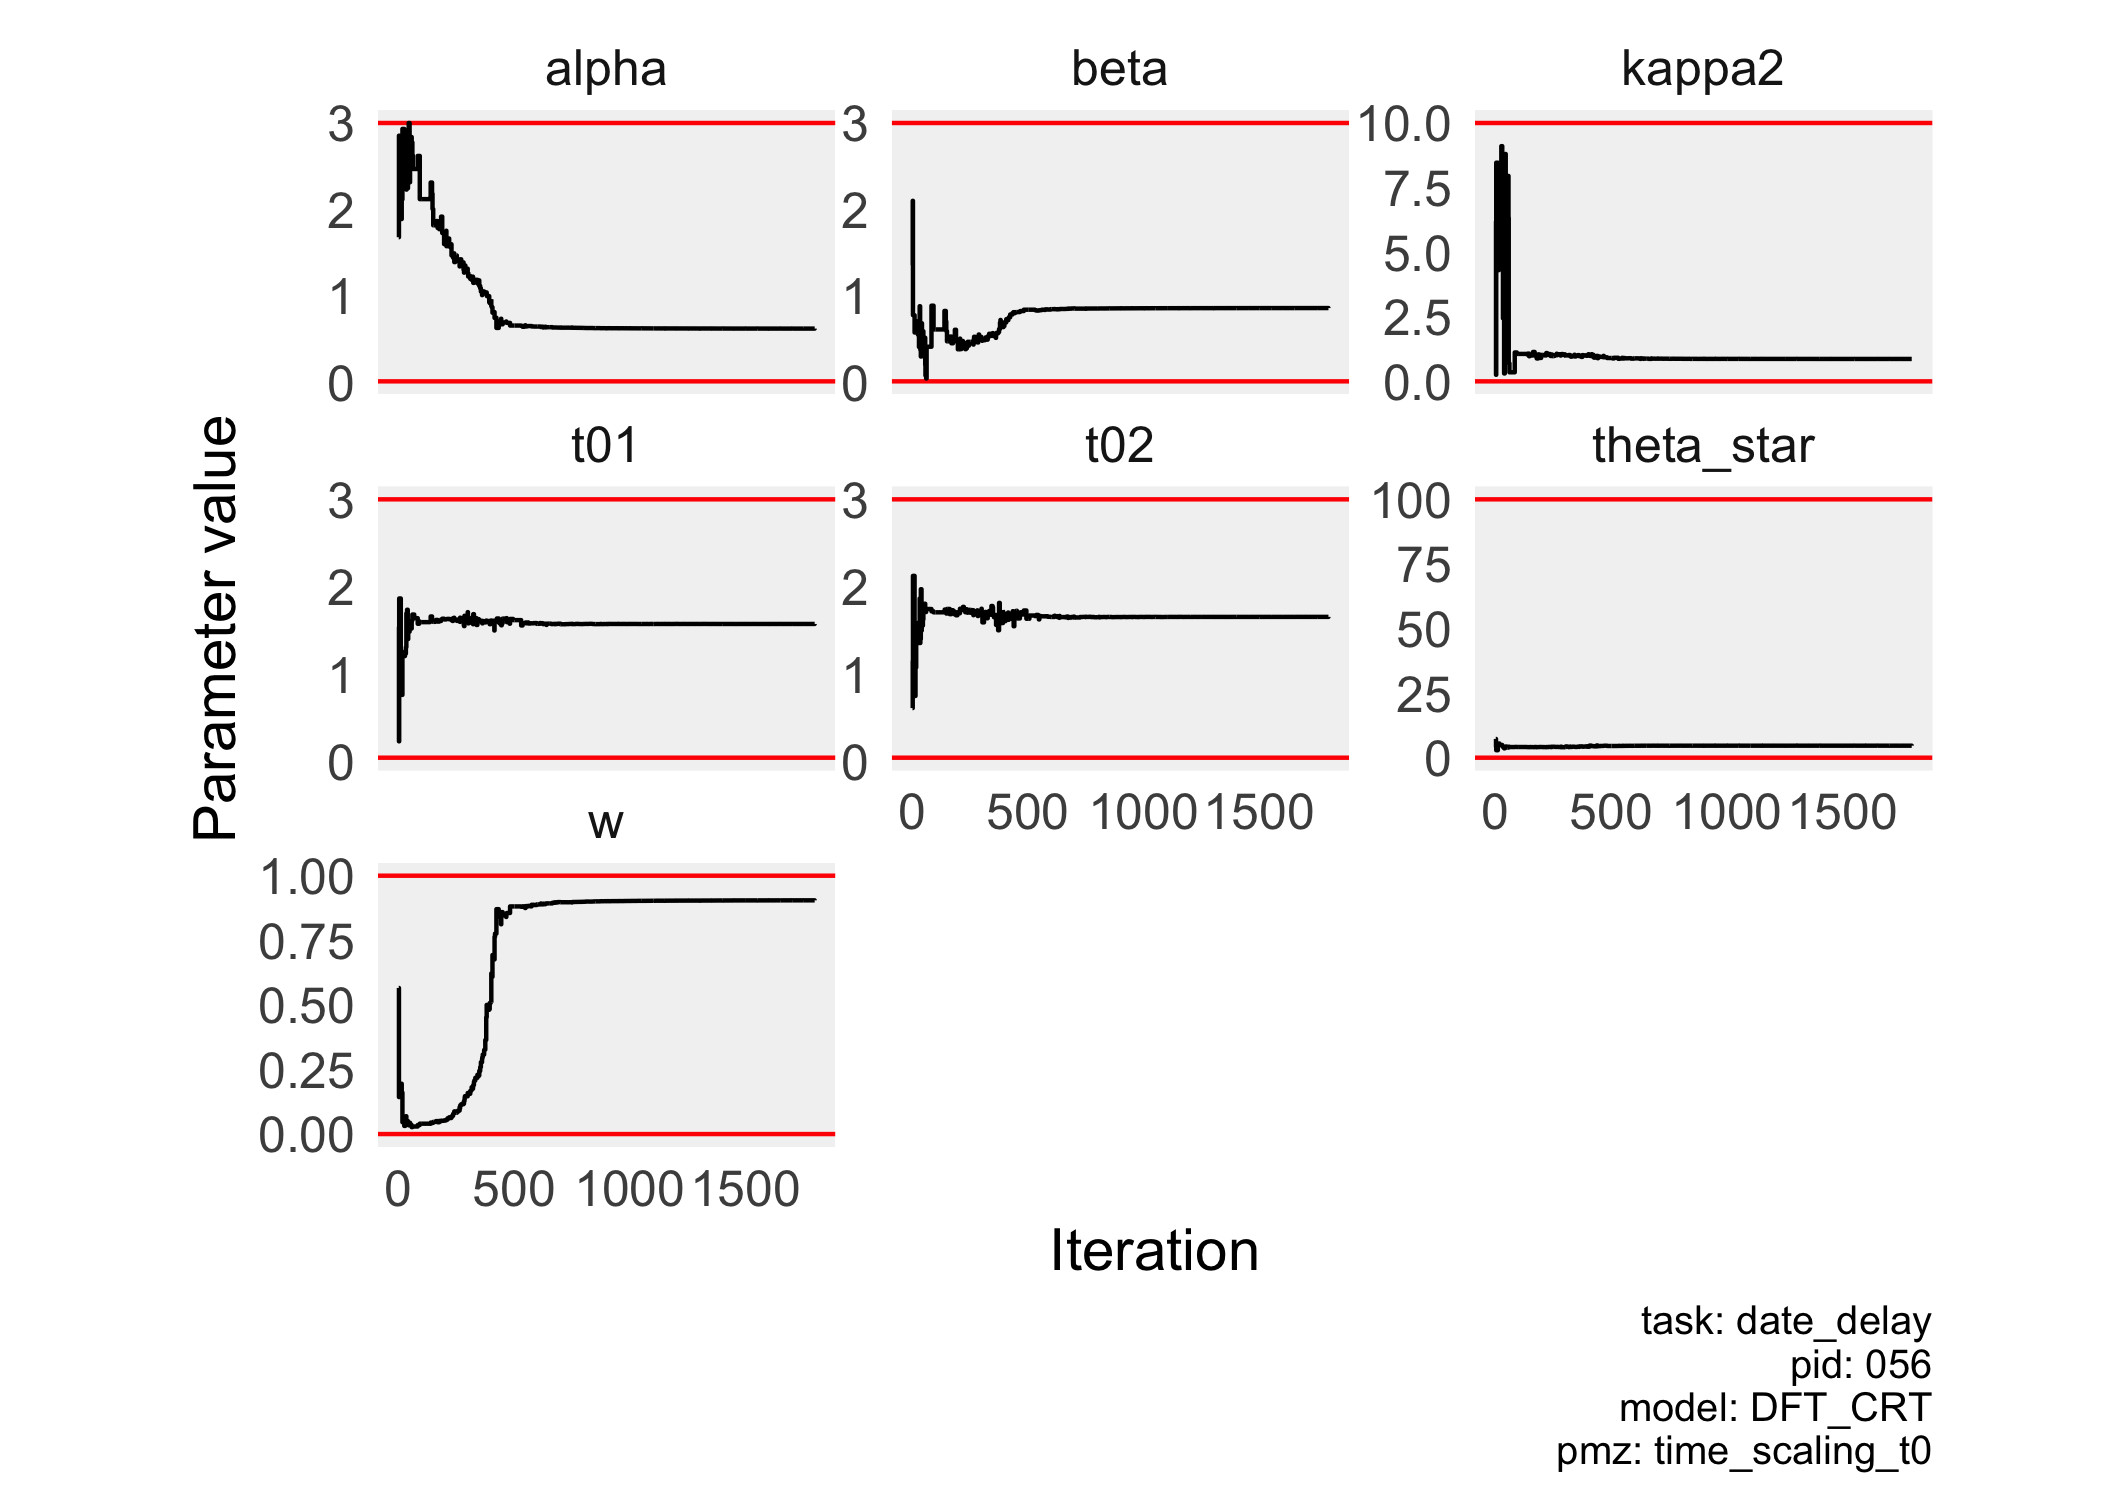 alpha
beta
kappa2
3
2
1
0
3
2
1
0
10.0
7.5
5.0
2.5
0.0
t01
t02
theta_star
3
2
1
0
3
2
1
0
100
75
50
25
0
0 500 1000 1500
0 500 1000 1500
w
1.00
0.75
0.50
0.25
0.00
0 500 1000 1500
Parameter value
Iteration
task: date_delay
pid: 056
model: DFT_CRT
pmz: time_scaling_t0